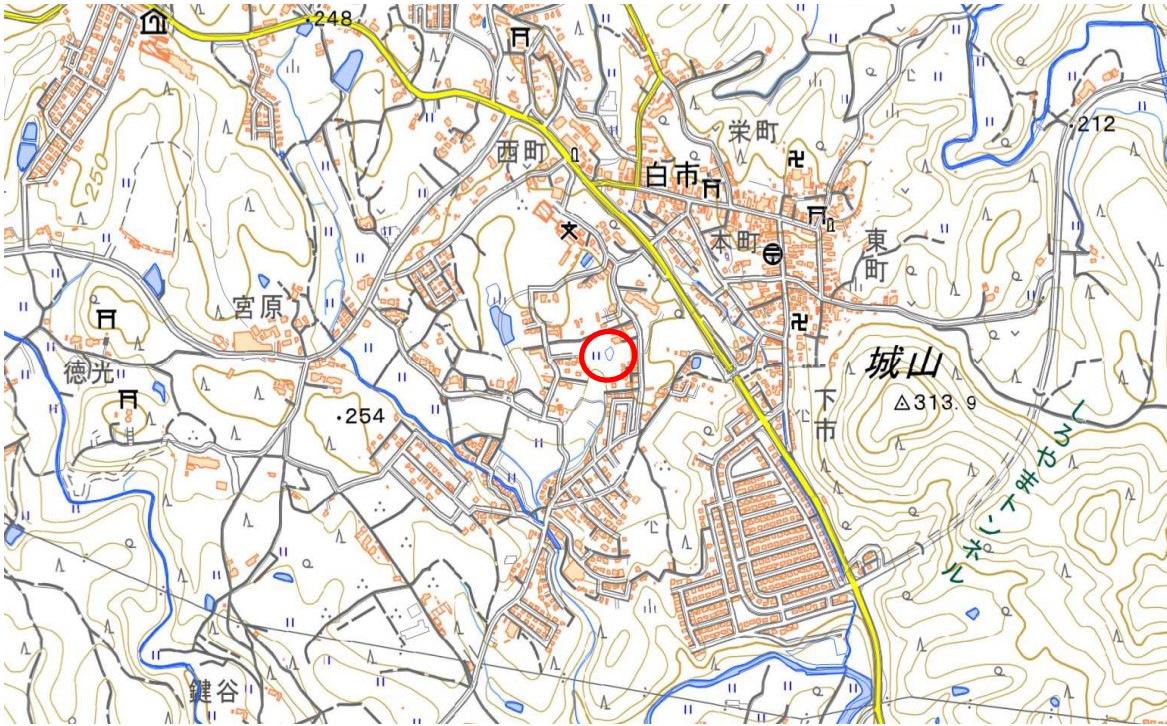 248
西町
栄町
212
白市
本町
東町
250
宮原
徳光
城山
313.9
254
下市
しろやまトンネル
鍵谷